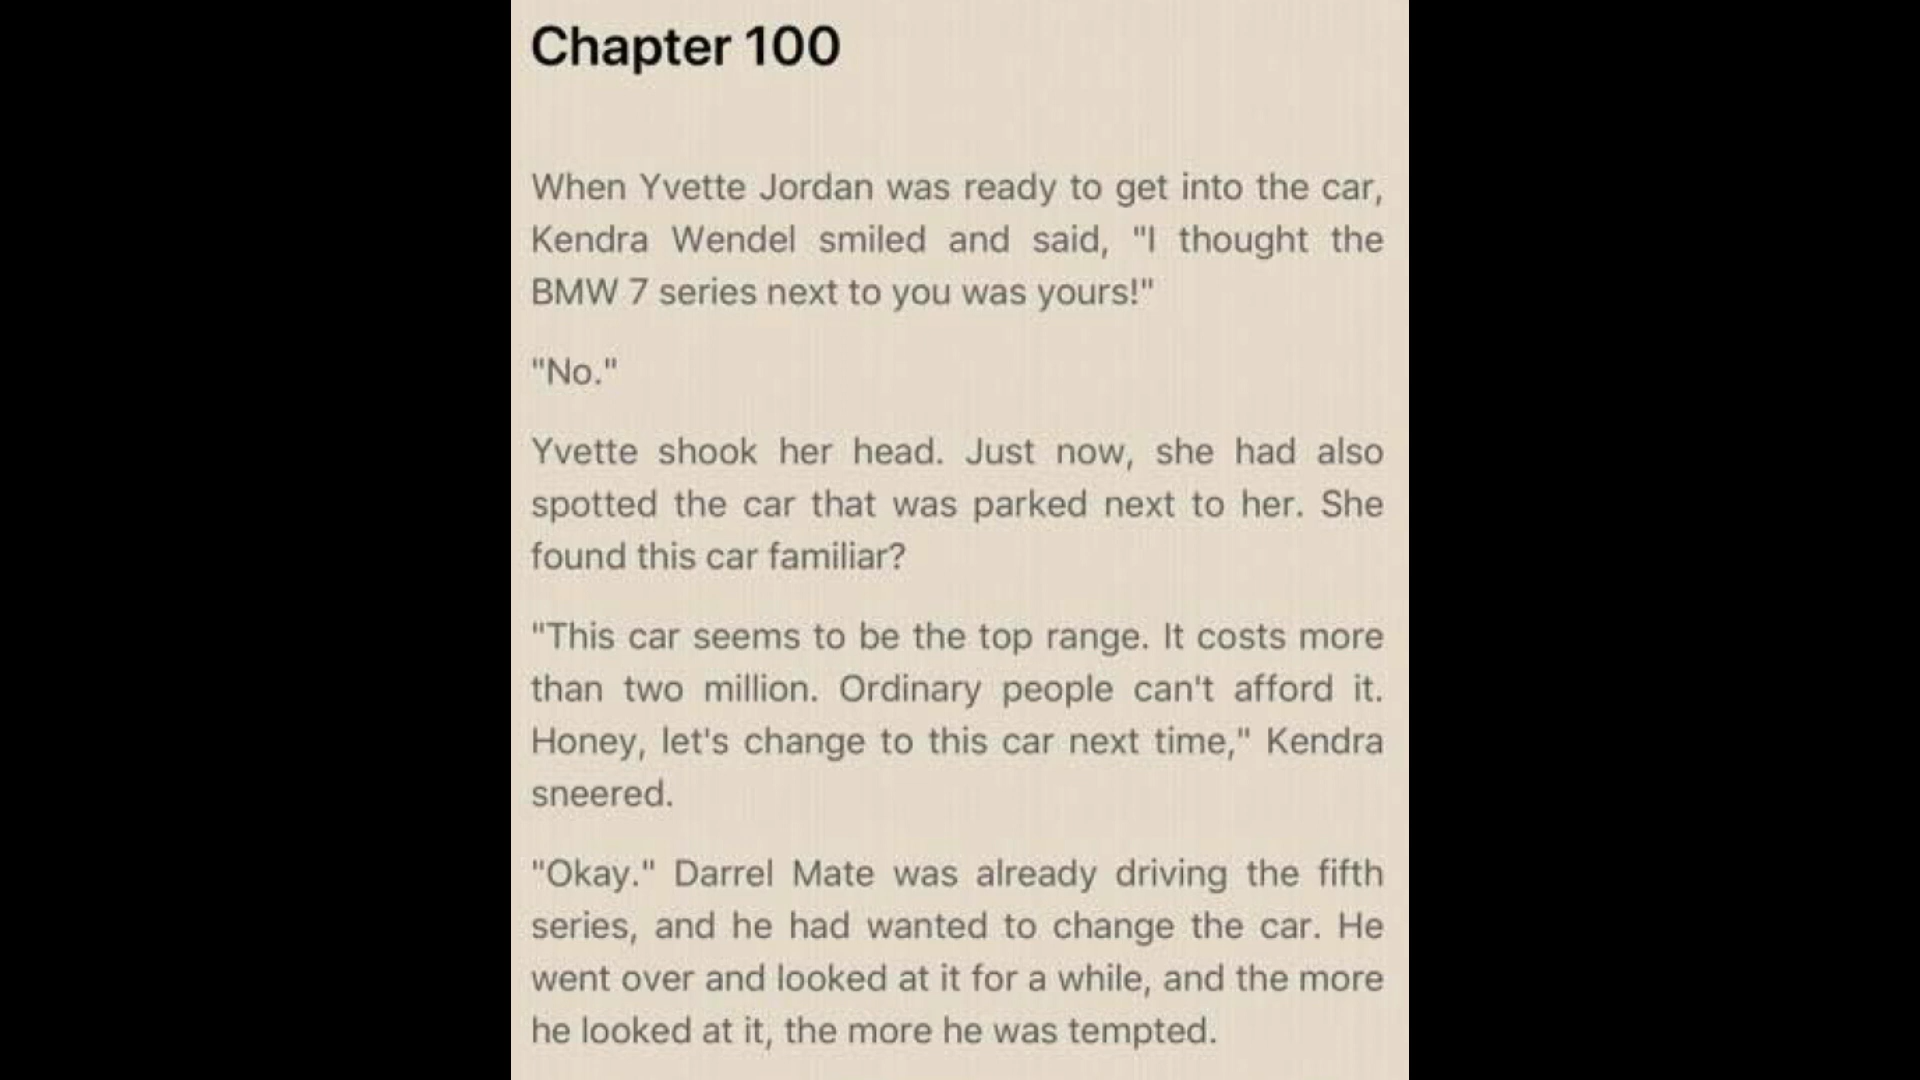 Chapter 100
When Yvette Jordan was ready to get into the car,
Kendra Wendel smiled and said, "I thought the
BMW 7 series next to you was yours!"
"No."
Yvette shook her head. Just now, she had also
spotted the car that was parked next to her. She
found this car familiar?
"This car seems to be the top range. It costs more
than two million. Ordinary people can't afford it.
Honey, let's change to this car next time," Kendra
sneered.
"Okay." Darrel Mate was already driving the fifth
series, and he had wanted to change the car. He
went over and looked at it for a while, and the more
he looked at it, the more he was tempted.